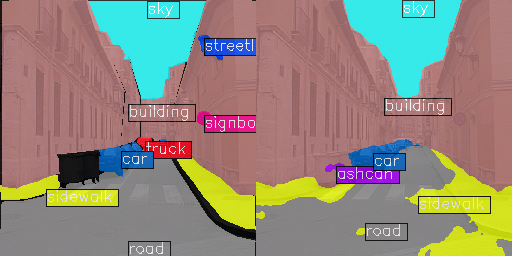 sky
streetl
building
signbo
truck
car
sidewalk
road
sky
building
car
ashcan
sidewalk
road